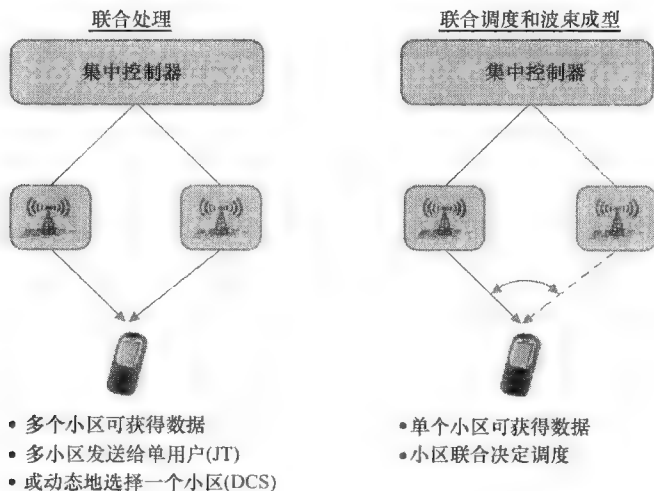 联合处理
集中控制器
• 多个小区可获得数据
• 多小区发送给单用户(JT)
• 或动态地选择一个小区(DCS)
联合调度和波束成型
集中控制器
• 单个小区可获得数据
• 小区联合决定调度